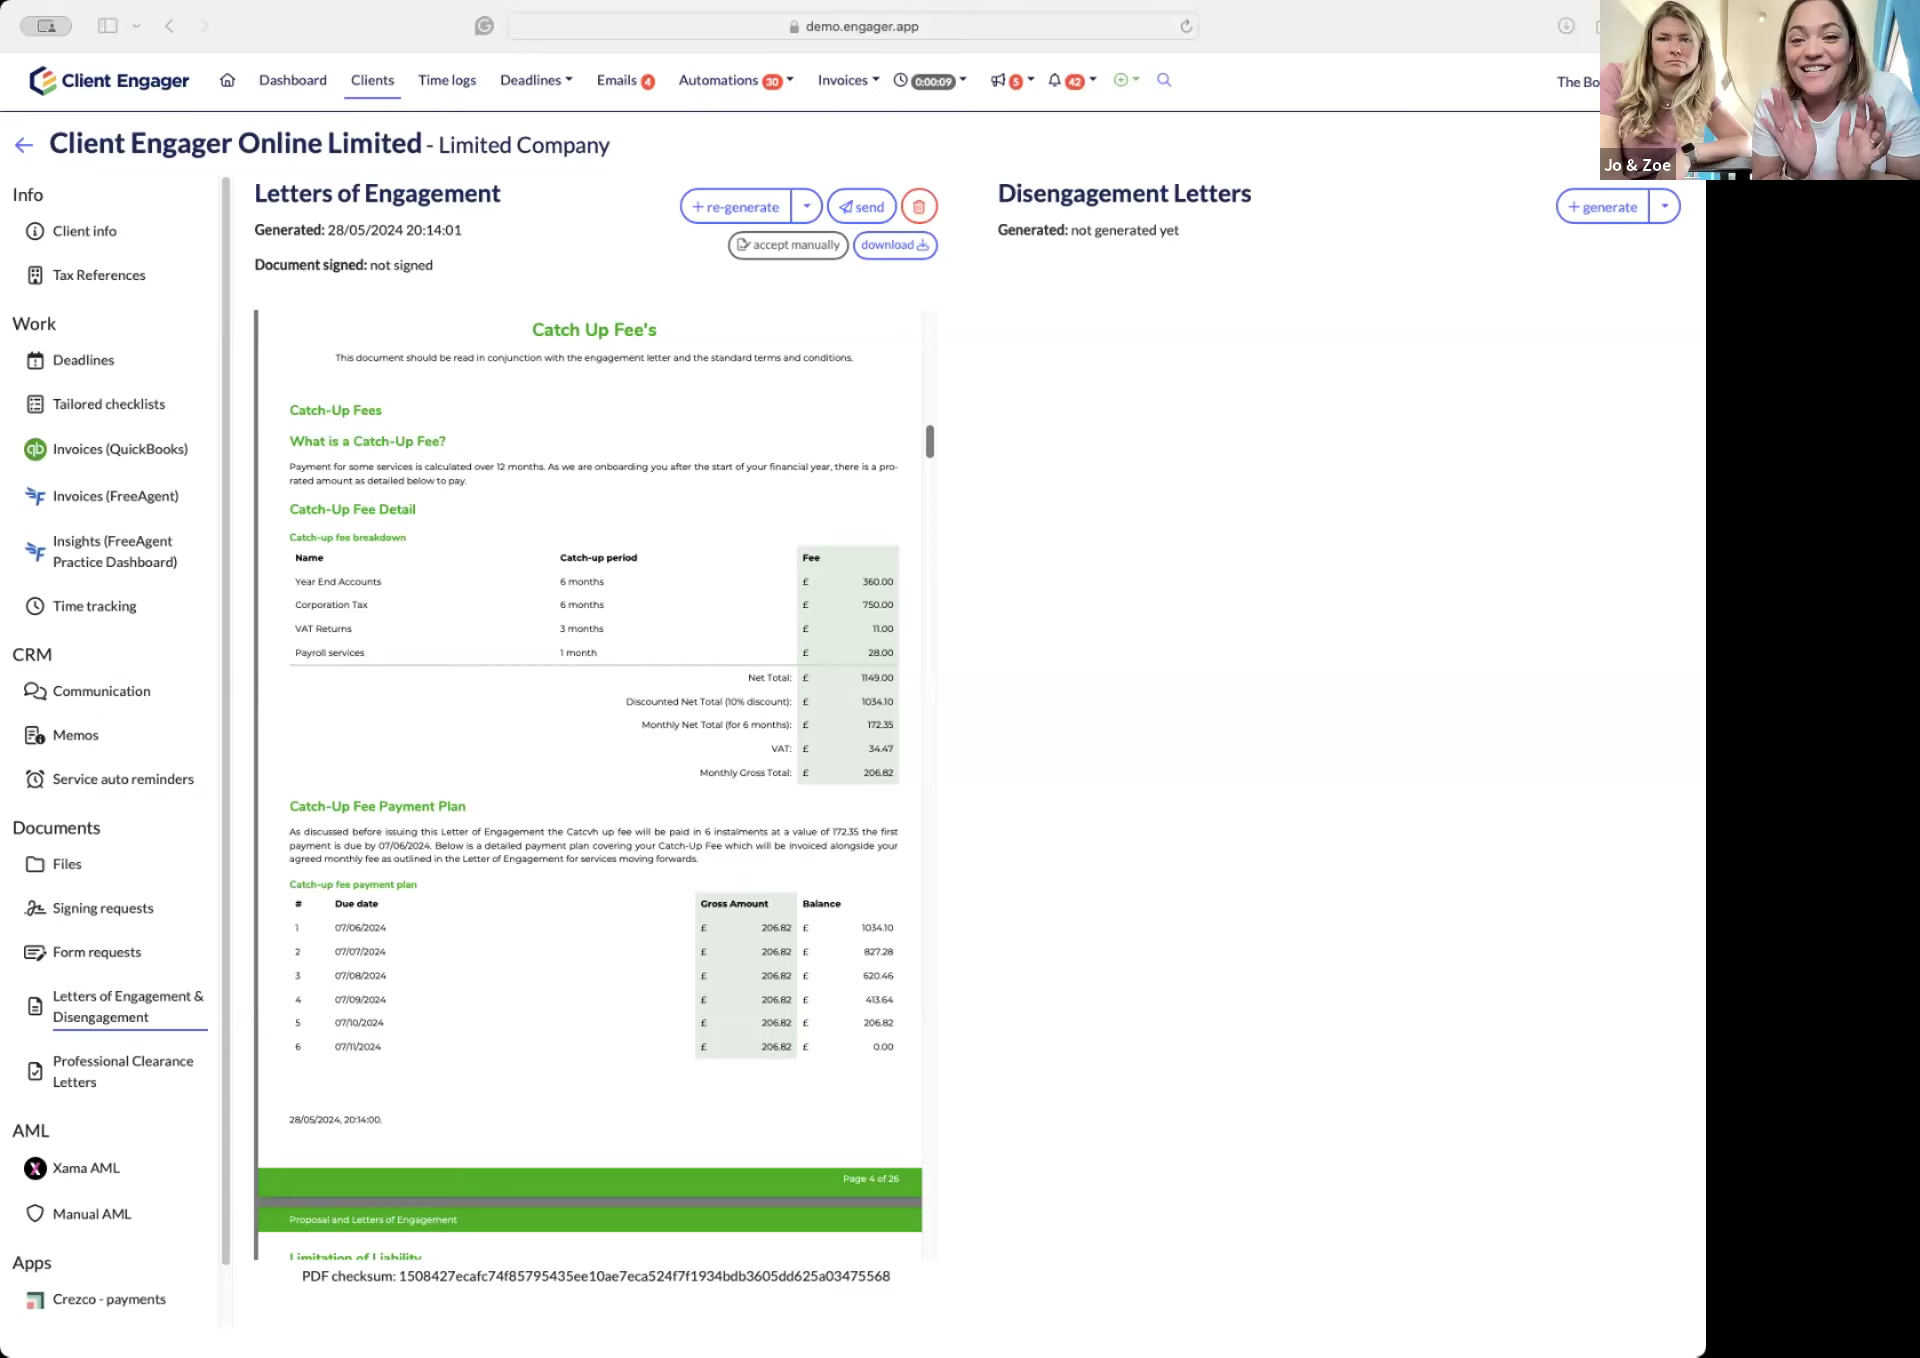 demo.engager.app
Client Engager
Dashboard
Clients
Time logs
Deadlines
Emails 4
Automations 30
Invoices
0:00:09
5
42
The Bo
Jo & Zoe
Client Engager Online Limited - Limited Company
Info
Client info
Tax References
Work
Deadlines
Tailored checklists
qb Invoices (QuickBooks)
Invoices (FreeAgent)
Insights (FreeAgent
Practice Dashboard)
Time tracking
CRM
Communication
Memos
Service auto reminders
Documents
Files
Signing requests
Form requests
Letters of Engagement &
Disengagement
Professional Clearance
Letters
AML
Xama AML
Manual AML
Apps
Crezco - payments
Letters of Engagement
+ re-generate
send
Generated: 28/05/2024 20:14:01
accept manually
download
Document signed: not signed
Disengagement Letters
+ generate
Generated: not generated yet
Catch Up Fee's
This document should be read in conjunction with the engagement letter and the standard terms and conditions.
Catch-Up Fees
What is a Catch-Up Fee?
Payment for some services is calculated over 12 months. As we are onboarding you after the start of your financial year, there is a pro-
rated amount as detailed below to pay.
Catch-Up Fee Detail
Catch-up fee breakdown
Name Catch-up period Fee
Year End Accounts 6 months £ 360.00
Corporation Tax 6 months £ 750.00
VAT Returns 3 months £ 11.00
Payroll services 1 month £ 28.00
Net Total: £ 1149.00
Discounted Net Total (10% discount): £ 1034.10
Monthly Net Total (for 6 months): £ 172.35
VAT: £ 34.47
Monthly Gross Total: £ 206.82
Catch-Up Fee Payment Plan
As discussed before issuing this Letter of Engagement the Catcvh up fee will be paid in 6 instalments at a value of 172.35 the first
payment is due by 07/06/2024. Below is a detailed payment plan covering your Catch-Up Fee which will be invoiced alongside your
agreed monthly fee as outlined in the Letter of Engagement for services moving forwards.
Catch-up fee payment plan
# Due date Gross Amount Balance
1 07/06/2024 £ 206.82 £ 1034.10
2 07/07/2024 £ 206.82 £ 827.28
3 07/08/2024 £ 206.82 £ 620.46
4 07/09/2024 £ 206.82 £ 413.64
5 07/10/2024 £ 206.82 £ 206.82
6 07/11/2024 £ 206.82 £ 0.00
28/05/2024, 20:14:00.
Page 4 of 26
Proposal and Letters of Engagement
Limitation of Liability
PDF checksum: 1508427ecafc74f85795435ee10ae7eca524f7f1934bdb3605dd625a03475568